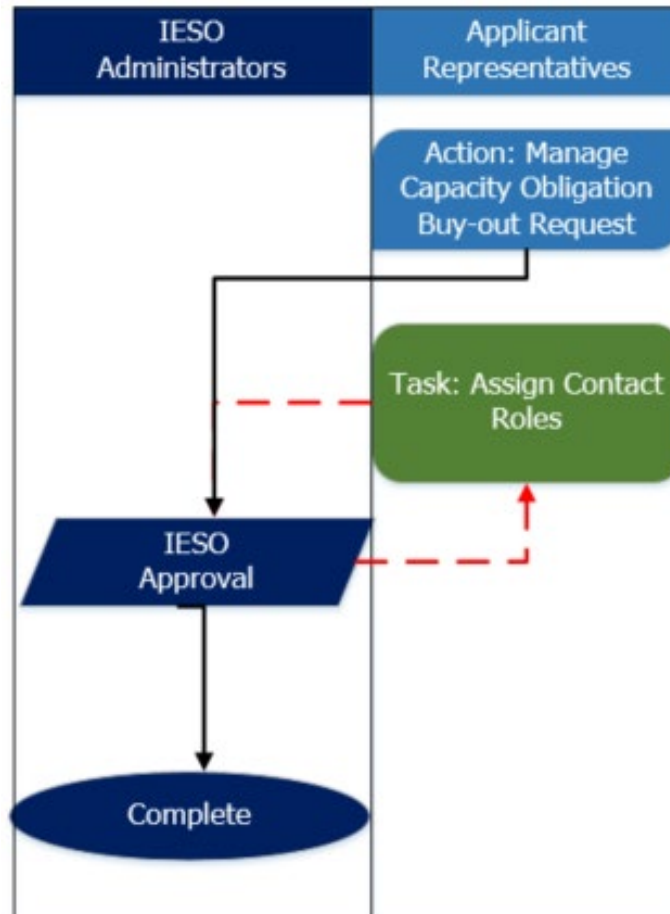 IESO
Administrators
Applicant
Representatives
Action: Manage
Capacity Obligation
Buy-out Request
Task: Assign Contact
Roles
IESO
Approval
Complete